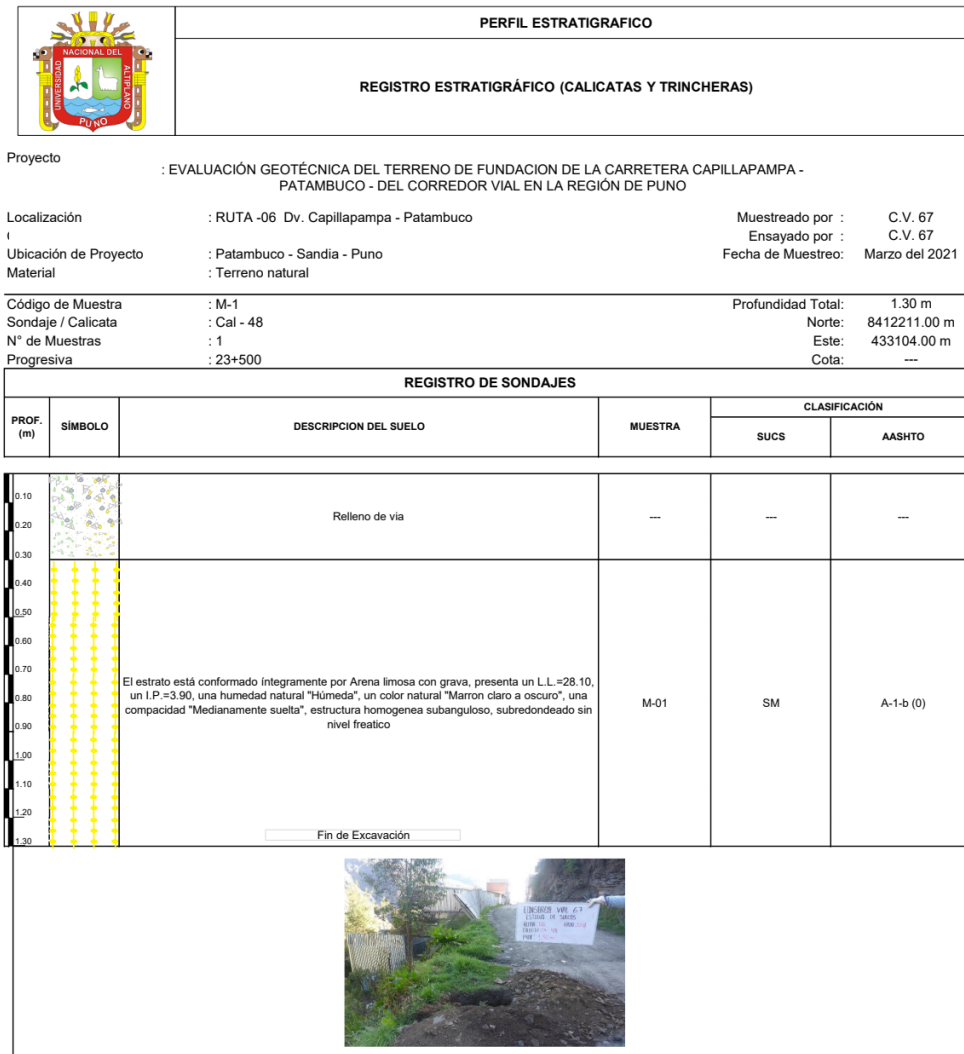 PERFIL ESTRATIGRAFICO
REGISTRO ESTRATIGRÁFICO (CALICATAS Y TRINCHERAS)
UNIVERSIDAD NACIONAL DEL ALTIPLANO
PUNO
Proyecto
: EVALUACIÓN GEOTÉCNICA DEL TERRENO DE FUNDACION DE LA CARRETERA CAPILLAPAMPA -
PATAMBUCO - DEL CORREDOR VIAL EN LA REGIÓN DE PUNO
Localización : RUTA -06 Dv. Capillapampa - Patambuco Muestreado por : C.V. 67
( Ensayado por : C.V. 67
Ubicación de Proyecto : Patambuco - Sandia - Puno Fecha de Muestreo: Marzo del 2021
Material : Terreno natural
Código de Muestra : M-1 Profundidad Total: 1.30 m
Sondaje / Calicata : Cal - 48 Norte: 8412211.00 m
N° de Muestras : 1 Este: 433104.00 m
Progresiva : 23+500 Cota: ---
REGISTRO DE SONDAJES
PROF. (m) SÍMBOLO DESCRIPCION DEL SUELO MUESTRA CLASIFICACIÓN
SUCS AASHTO
0.10
0.20
0.30
Relleno de via --- --- ---
0.40
0.50
0.60
0.70
0.80
0.90
1.00
1.10
1.20
1.30
El estrato está conformado íntegramente por Arena limosa con grava, presenta un L.L.=28.10,
un I.P.=3.90, una humedad natural "Húmeda", un color natural "Marron claro a oscuro", una
compacidad "Medianamente suelta", estructura homogenea subanguloso, subredondeado sin
nivel freatico
M-01 SM A-1-b (0)
Fin de Excavación
VIAL 67
ESTUDIO DE SUELOS